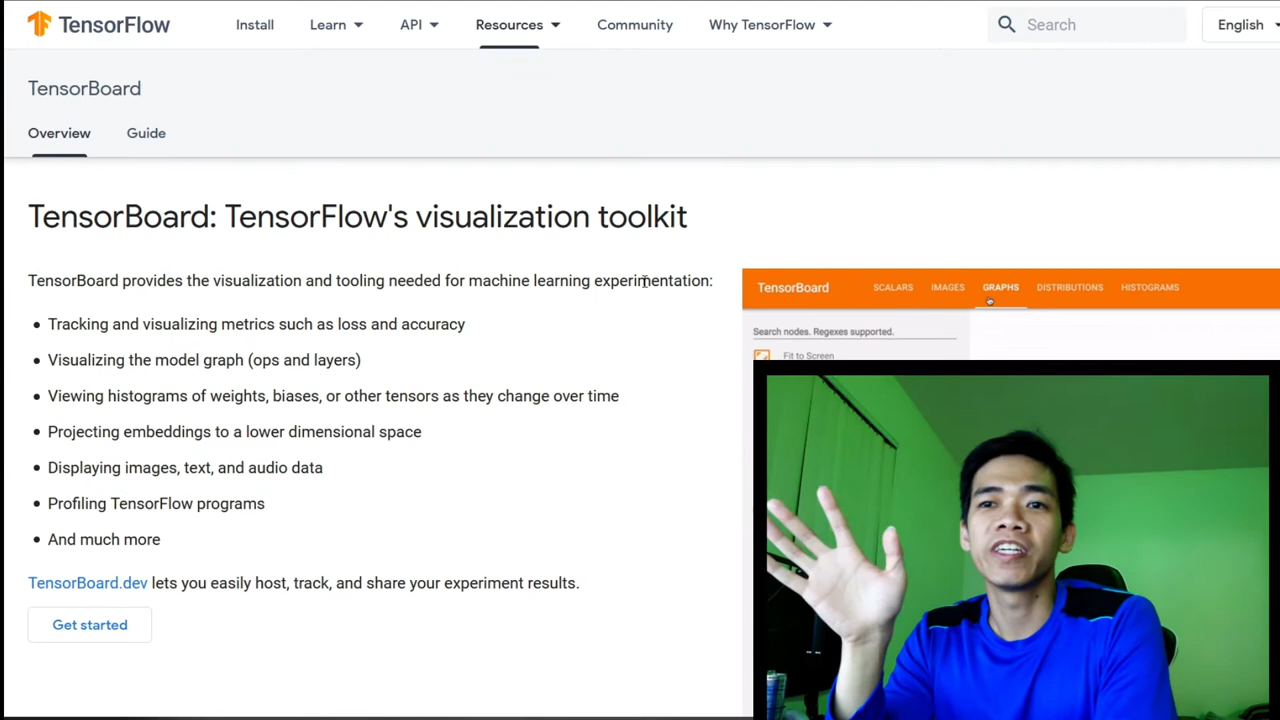 TensorFlow
Install
Learn
API
Resources
Community
Why TensorFlow
Search
English
TensorBoard
Overview
Guide
TensorBoard: TensorFlow's visualization toolkit
TensorBoard provides the visualization and tooling needed for machine learning experimentation:
Tracking and visualizing metrics such as loss and accuracy
Visualizing the model graph (ops and layers)
Viewing histograms of weights, biases, or other tensors as they change over time
Projecting embeddings to a lower dimensional space
Displaying images, text, and audio data
Profiling TensorFlow programs
And much more
TensorBoard.dev lets you easily host, track, and share your experiment results.
Get started
TensorBoard
SCALARS
IMAGES
GRAPHS
DISTRIBUTIONS
HISTOGRAMS
Search nodes. Regexes supported.
Fit to Screen